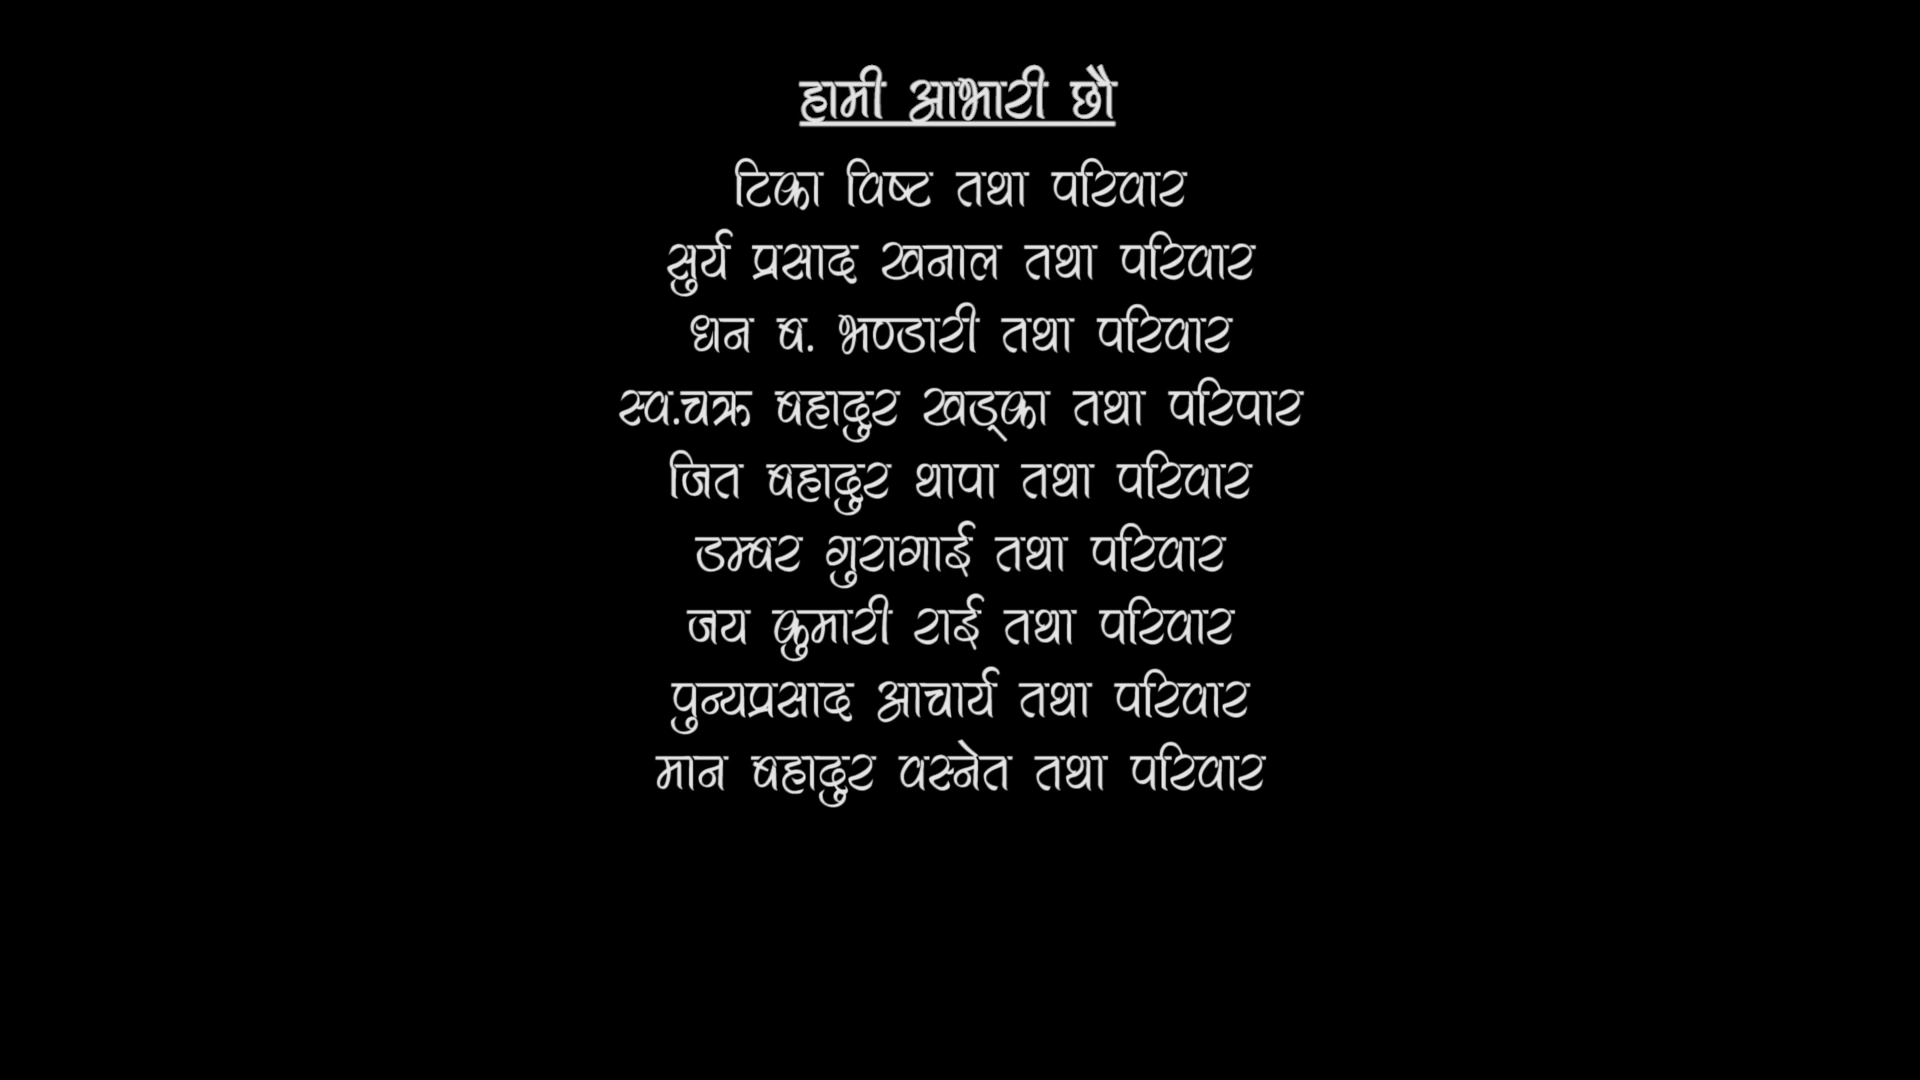 हामी आभारी छौ
टिका विष्ट तथा परिवार
सुर्य प्रसाद खनाल तथा परिवार
धन ब. भण्डारी तथा परिवार
स्व.चक्र बहादुर खड्का तथा परिपार
जित बहादुर थापा तथा परिवार
डम्बर गुरागाई तथा परिवार
जय कुमारी राई तथा परिवार
पुन्यप्रसाद आचार्य तथा परिवार
मान बहादुर वस्नेत तथा परिवार